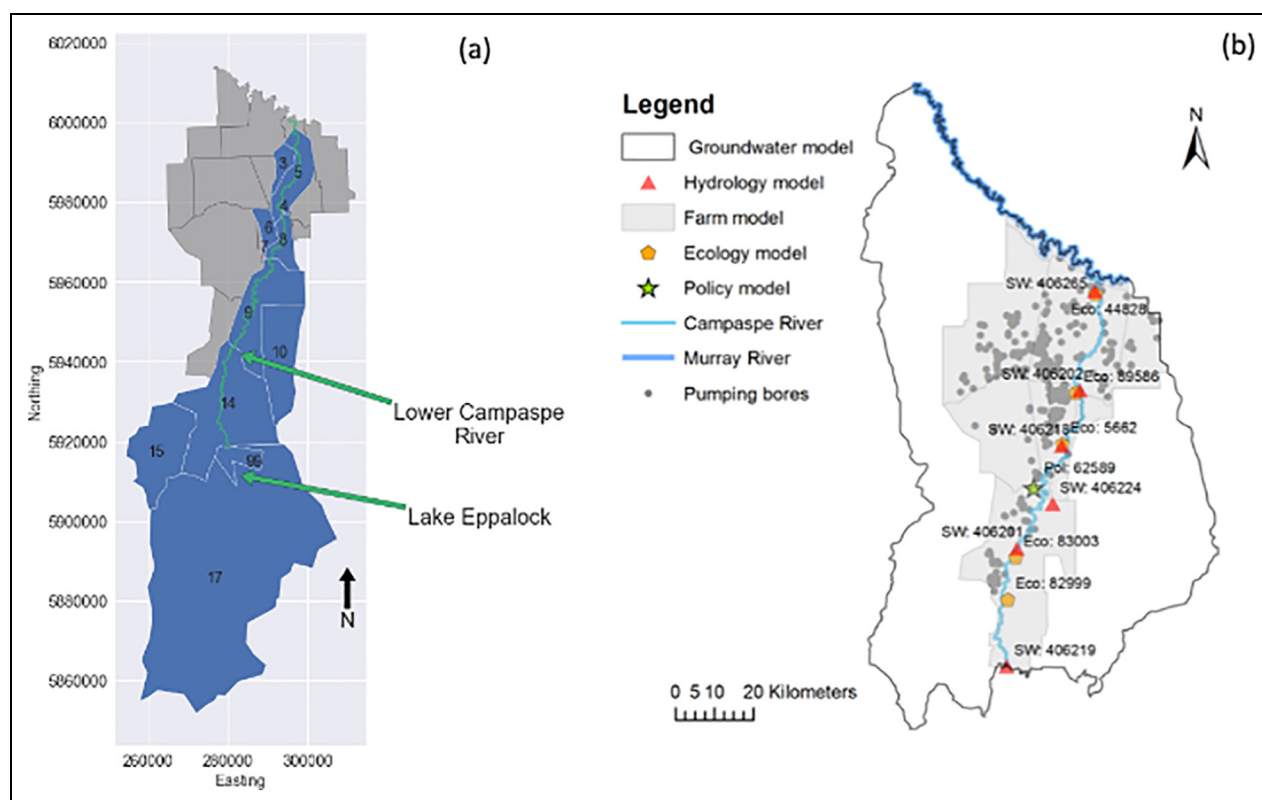 (a)
6020000
6000000
5980000
5960000
5940000
5920000
5900000
5880000
5860000
Northing
260000 280000 300000
Easting
3
5
4
6
8
7
9
10
14
15
99
17
Lower Campaspe
River
Lake Eppalock
N
(b)
Legend
Groundwater model
Hydrology model
Farm model
Ecology model
Policy model
Campaspe River
Murray River
Pumping bores
N
SW: 406265
Eco: 44828
SW: 406202
Eco: 89586
SW: 406218
Eco: 5662
Pol: 62589
SW: 406224
SW: 406201
Eco: 83003
Eco: 82999
SW: 406219
0 5 10 20 Kilometers